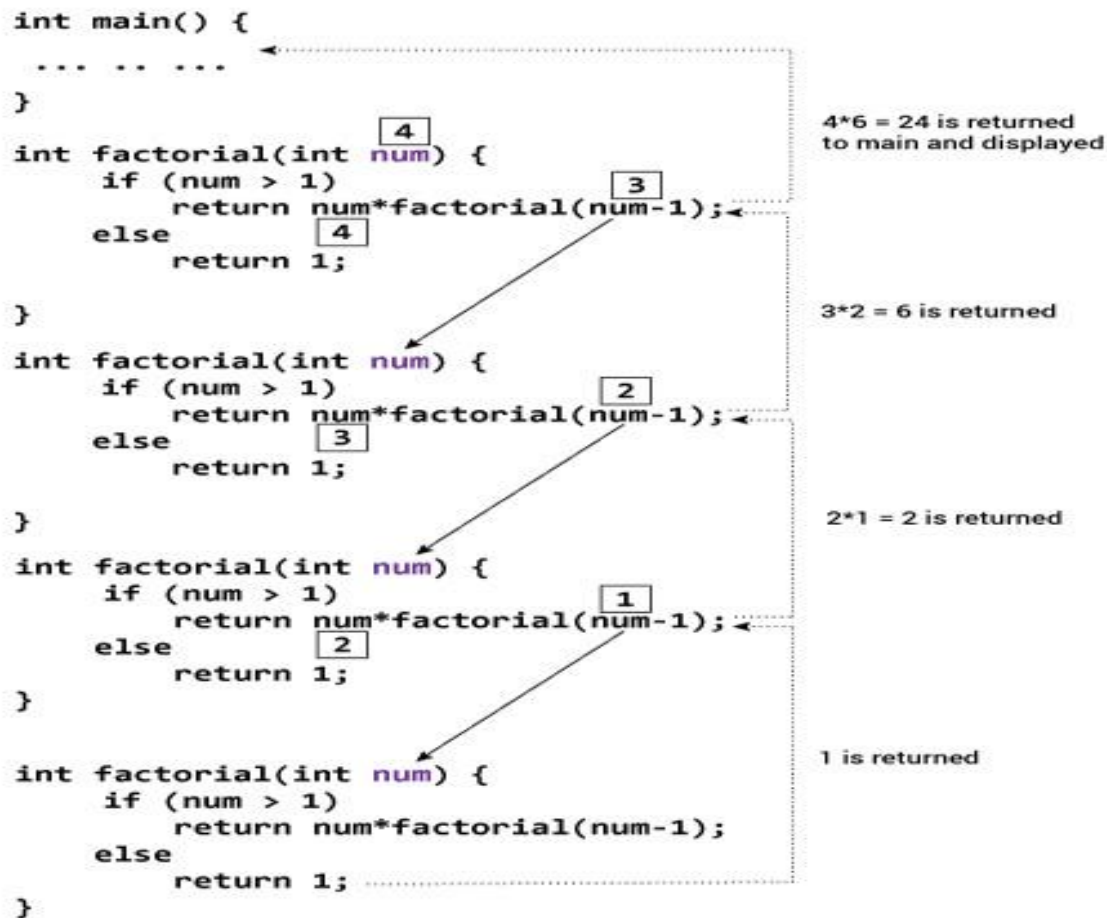 int main() {
... .. ...
}
4*6 = 24 is returned
to main and displayed
4
int factorial(int num) {
if (num > 1)
3
return num*factorial(num-1);
else
4
return 1;
}
3*2 = 6 is returned
int factorial(int num) {
if (num > 1)
2
return num*factorial(num-1);
else
3
return 1;
}
2*1 = 2 is returned
int factorial(int num) {
if (num > 1)
1
return num*factorial(num-1);
else
2
return 1;
}
1 is returned
int factorial(int num) {
if (num > 1)
return num*factorial(num-1);
else
return 1;
}